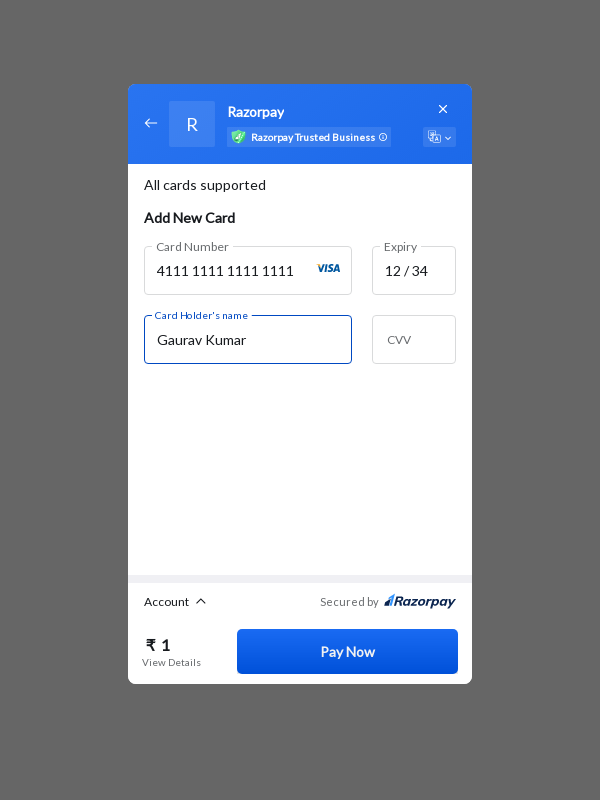 R
Razorpay
Razorpay Trusted Business
All cards supported
Add New Card
Card Number
4111 1111 1111 1111
VISA
Expiry
12 / 34
Card Holder's name
Gaurav Kumar
CVV
Account
Secured by Razorpay
₹ 1
View Details
Pay Now